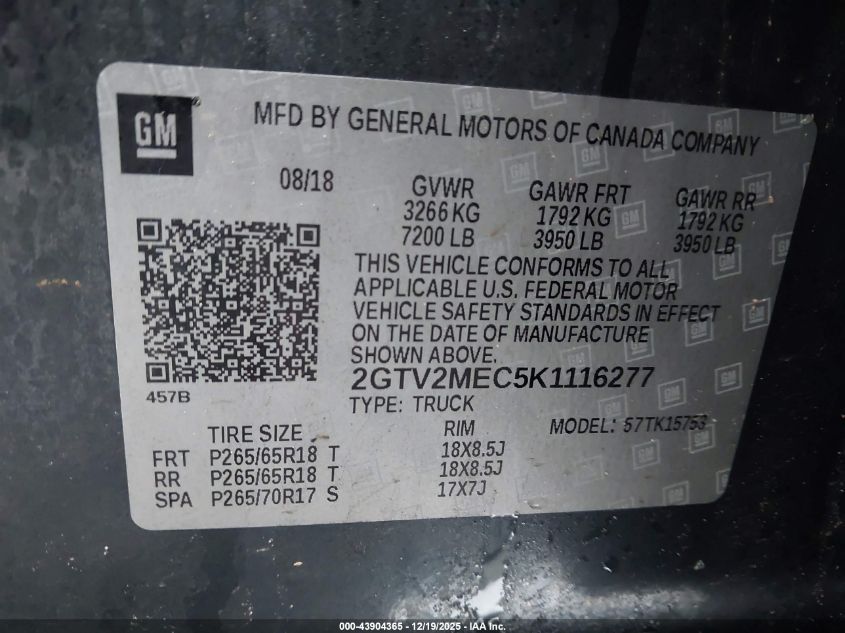 GM
MFD BY GENERAL MOTORS OF CANADA COMPANY
08/18
GVWR GAWR FRT GAWR RR
3266 KG 1792 KG 1792 KG
7200 LB 3950 LB 3950 LB
THIS VEHICLE CONFORMS TO ALL
APPLICABLE U.S. FEDERAL MOTOR
VEHICLE SAFETY STANDARDS IN EFFECT
ON THE DATE OF MANUFACTURE
SHOWN ABOVE.
457B
2GTV2MEC5K1116277
TYPE: TRUCK MODEL: 57TK15753
TIRE SIZE RIM
FRT P265/65R18 T 18X8.5J
RR P265/65R18 T 18X8.5J
SPA P265/70R17 S 17X7J
000-43904365 - 12/19/2025 - IAA Inc.